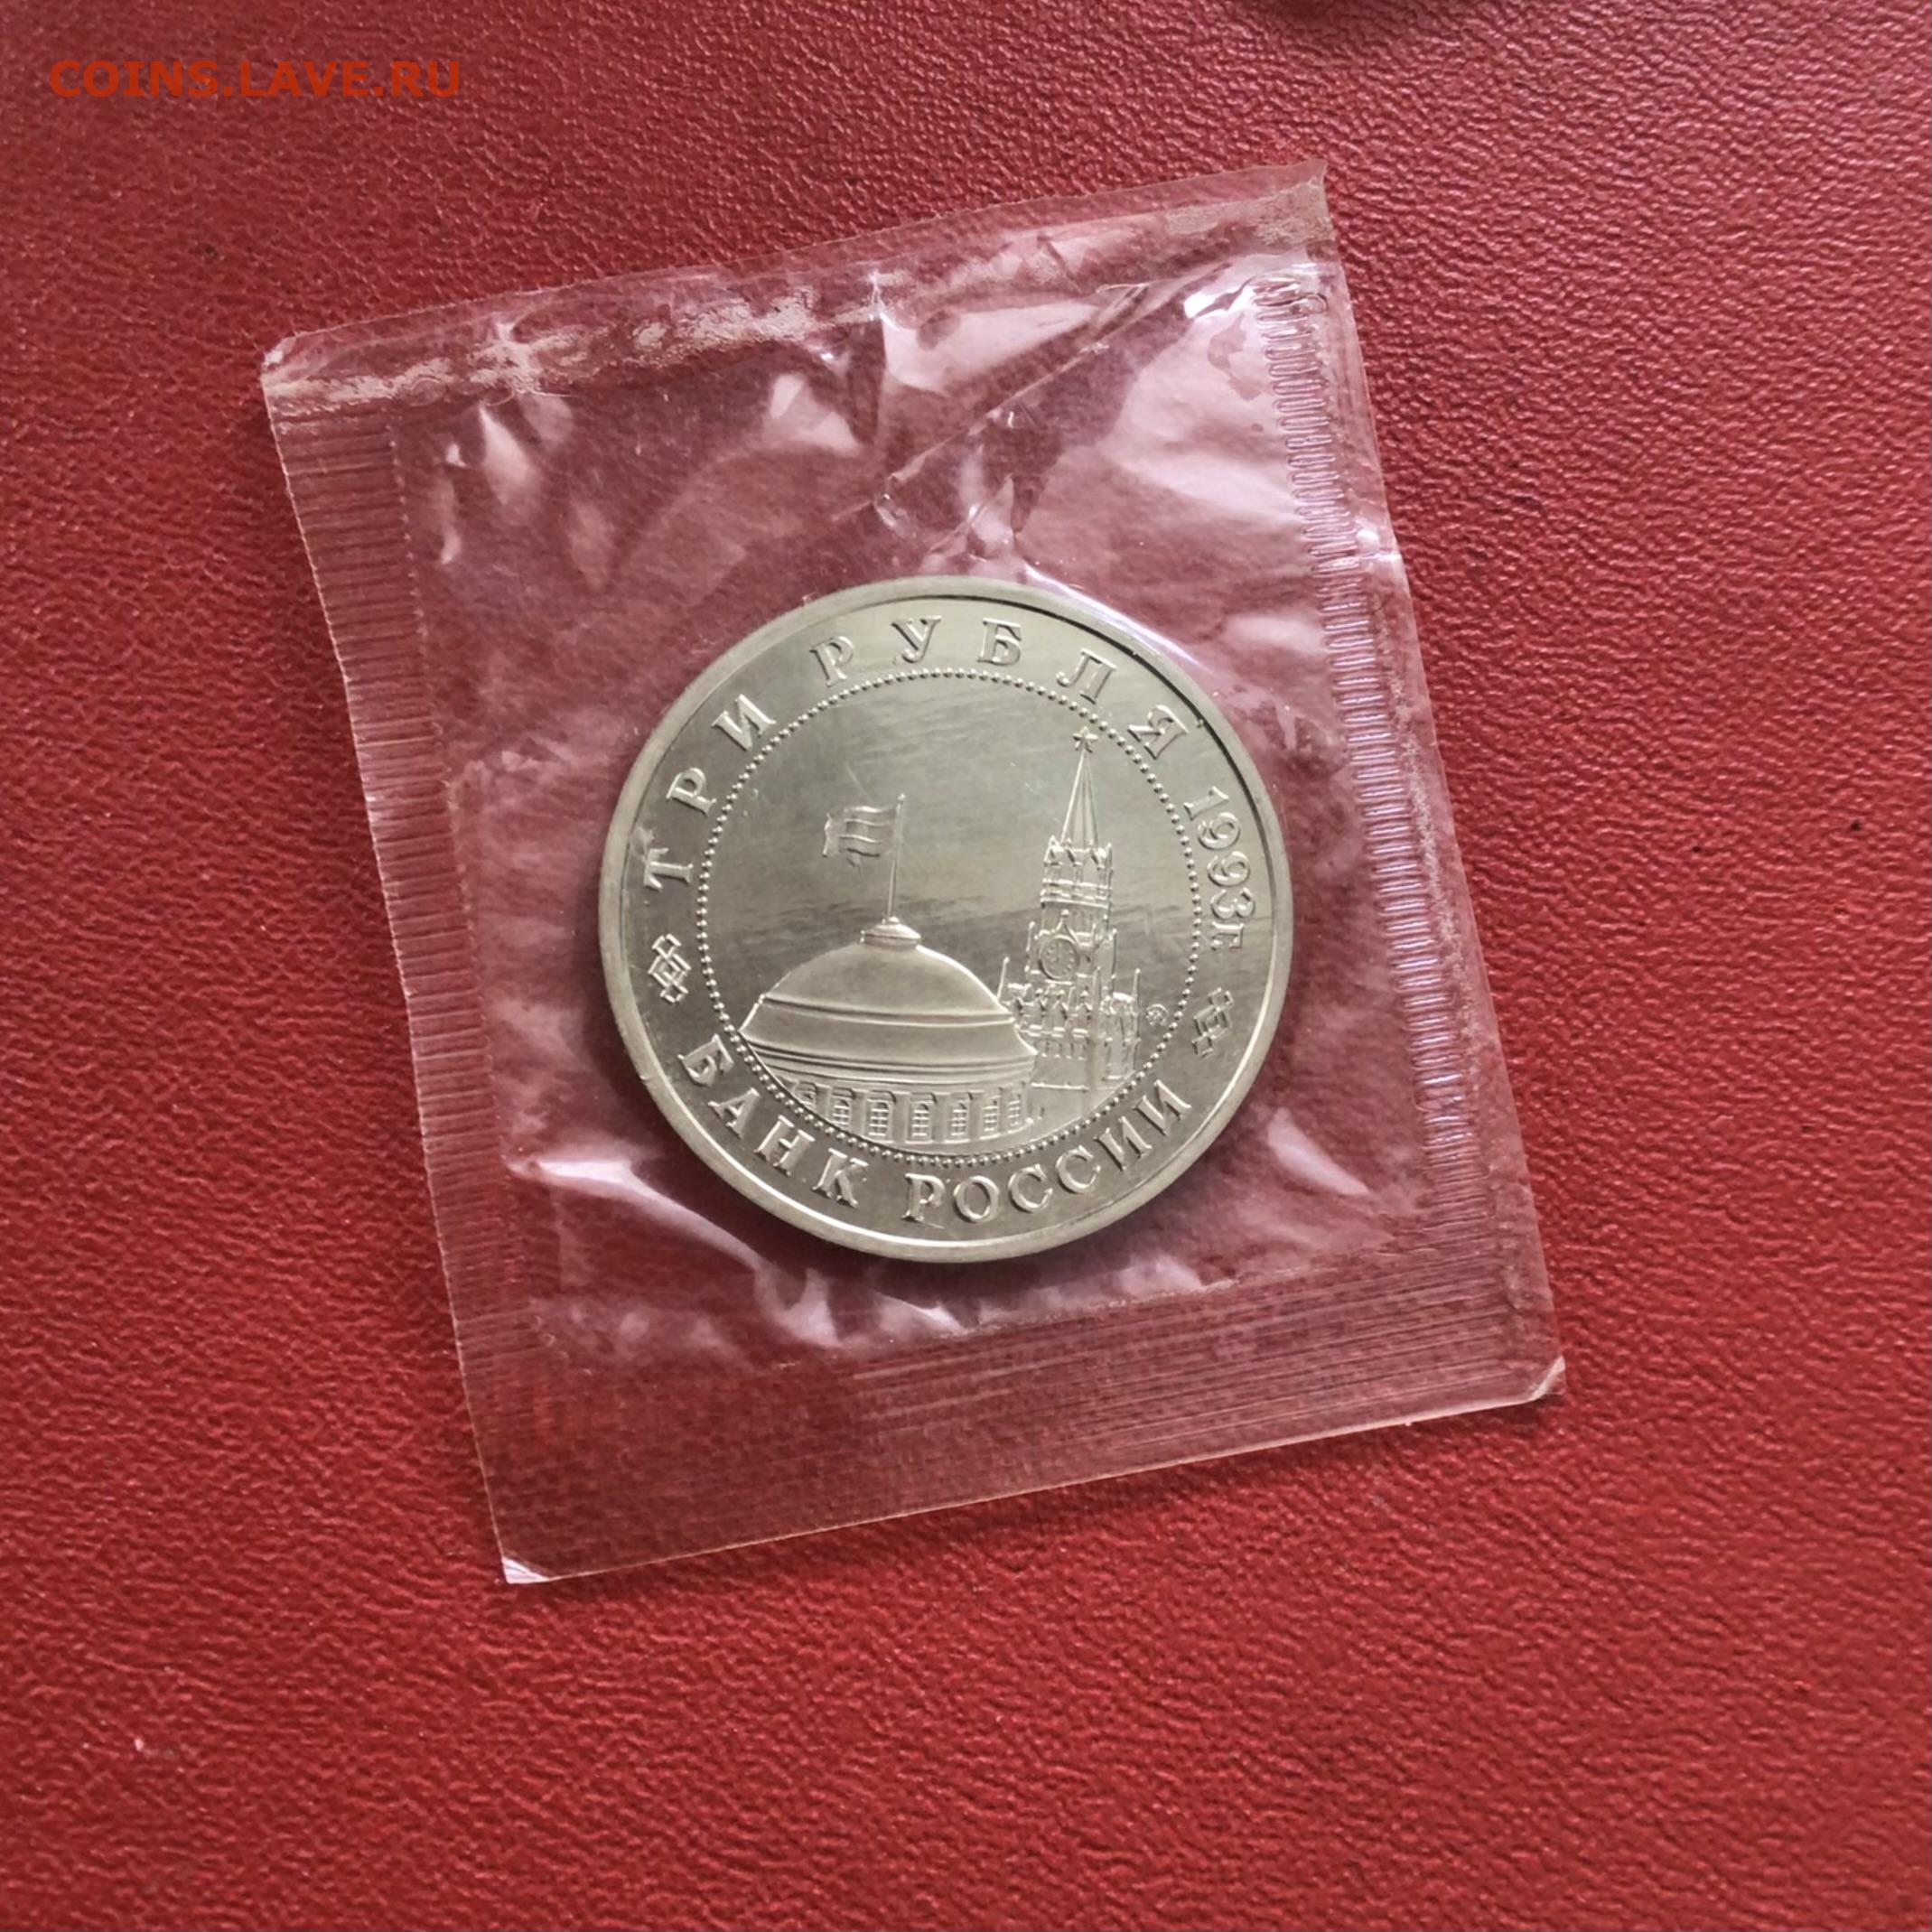 COINS.LAVE.RU
ТРИ РУБЛЯ 1993г.
БАНК РОССИИ